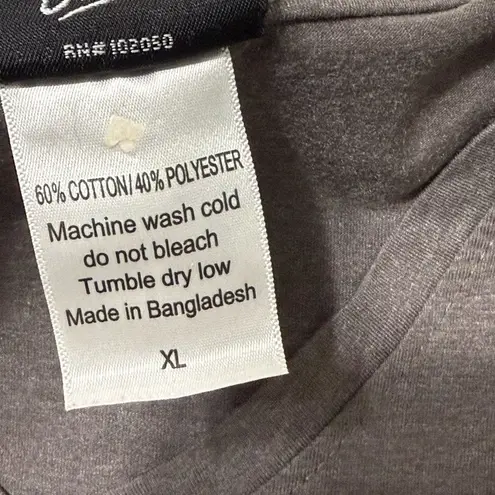 RN#102050
60% COTTON/40% POLYESTER
Machine wash cold
do not bleach
Tumble dry low
Made in Bangladesh
XL